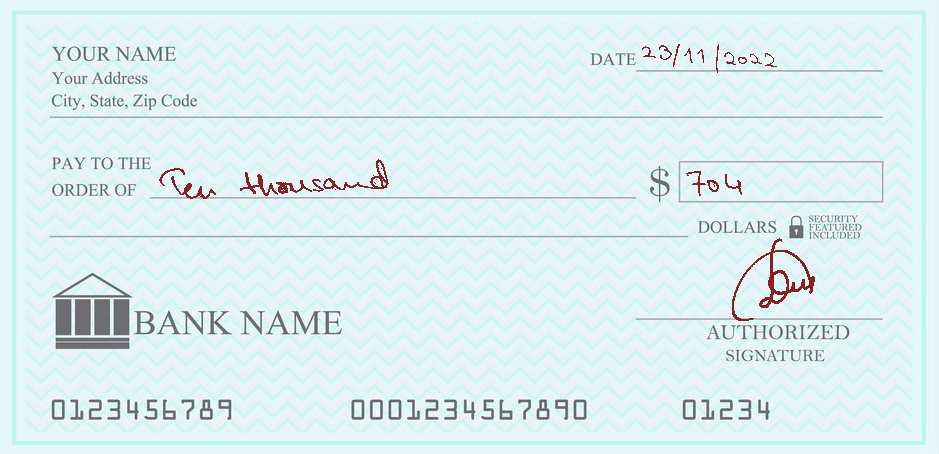 YOUR NAME
Your Address
City, State, Zip Code
DATE 23/11/2022
PAY TO THE
ORDER OF Ten thousand $ 704
DOLLARS SECURITY FEATURED INCLUDED
BANK NAME
AUTHORIZED
SIGNATURE
0123456789 0001234567890 01234